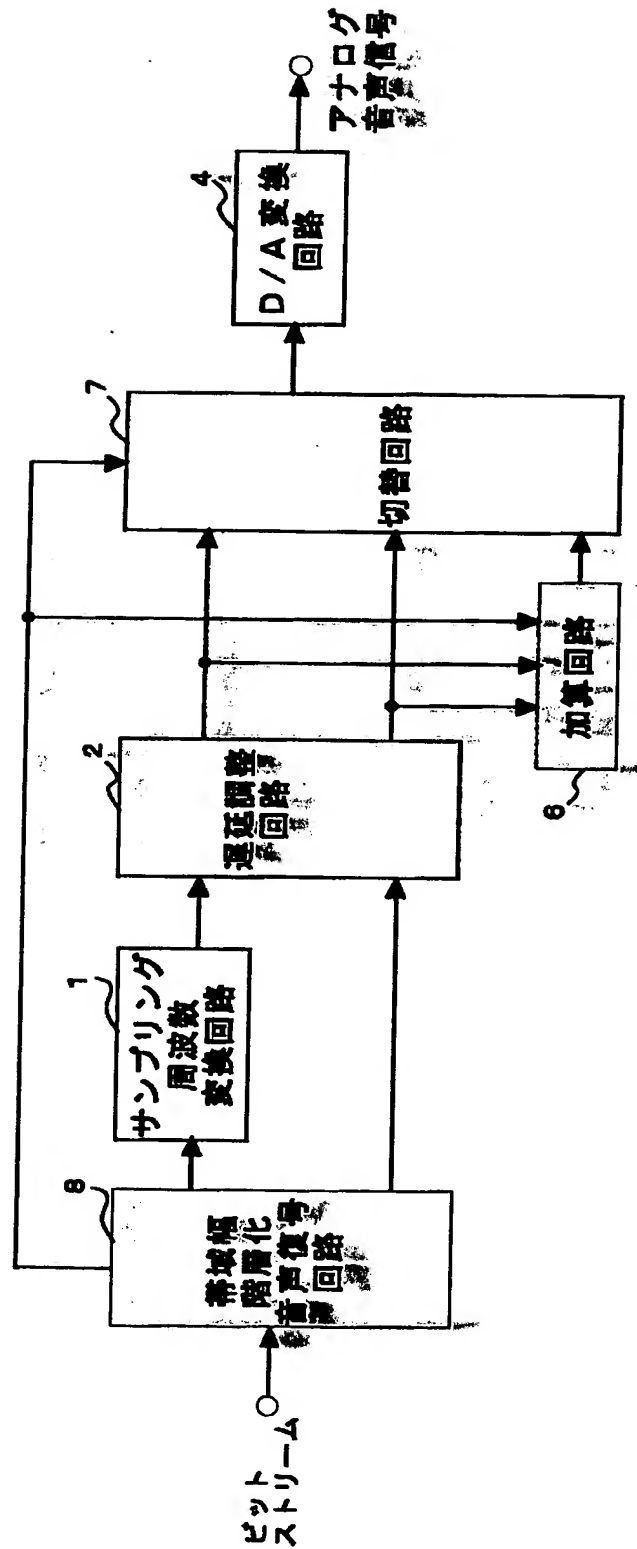 ビット
ストリーム
8
帯域幅
階層化
音声復号
回路
1
サンプリング
周波数
変換回路
2
遅延調整
回路
6
加算回路
7
切替回路
4
D/A変換
回路
アナログ
音声信号